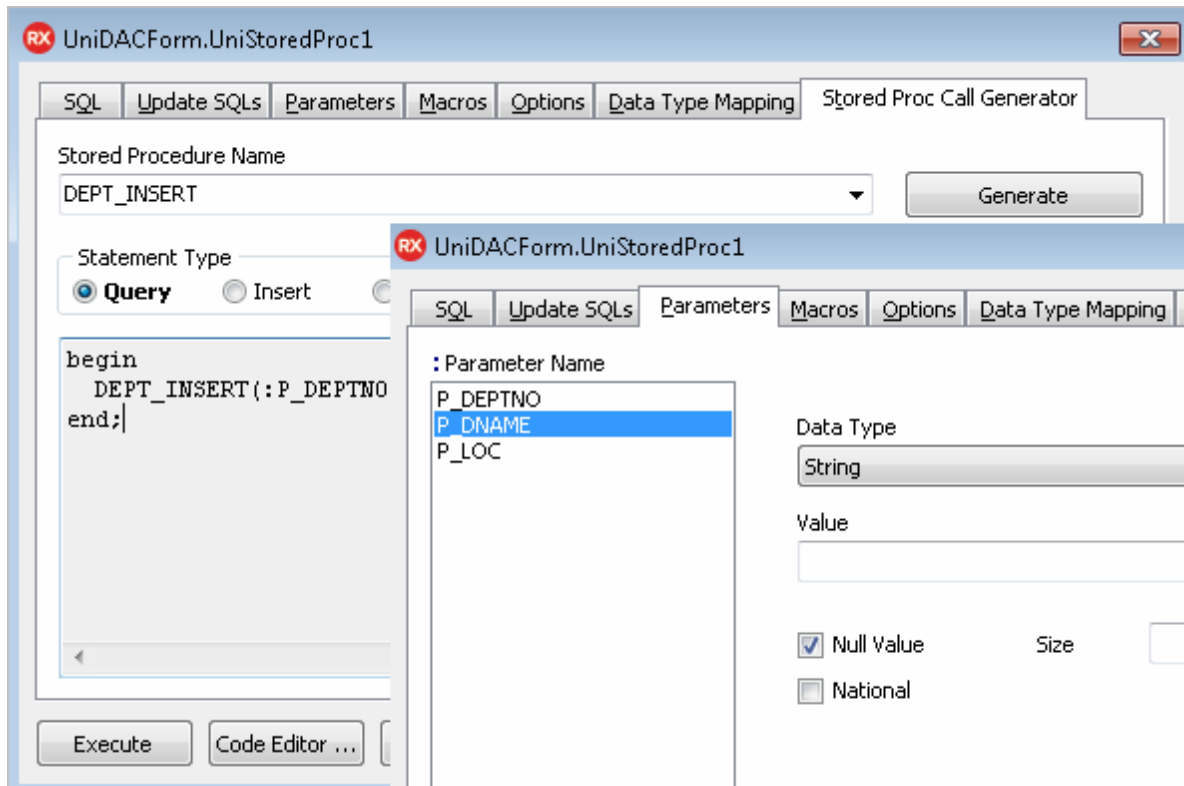 RX UniDACForm.UniStoredProc1
SQL Update SQLs Parameters Macros Options Data Type Mapping Stored Proc Call Generator
Stored Procedure Name
DEPT_INSERT
Generate
Statement Type
Query Insert
begin
DEPT_INSERT(:P_DEPTNO
end;
Execute Code Editor ...
RX UniDACForm.UniStoredProc1
SQL Update SQLs Parameters Macros Options Data Type Mapping
: Parameter Name
P_DEPTNO
P_DNAME
P_LOC
Data Type
String
Value
Null Value Size
National